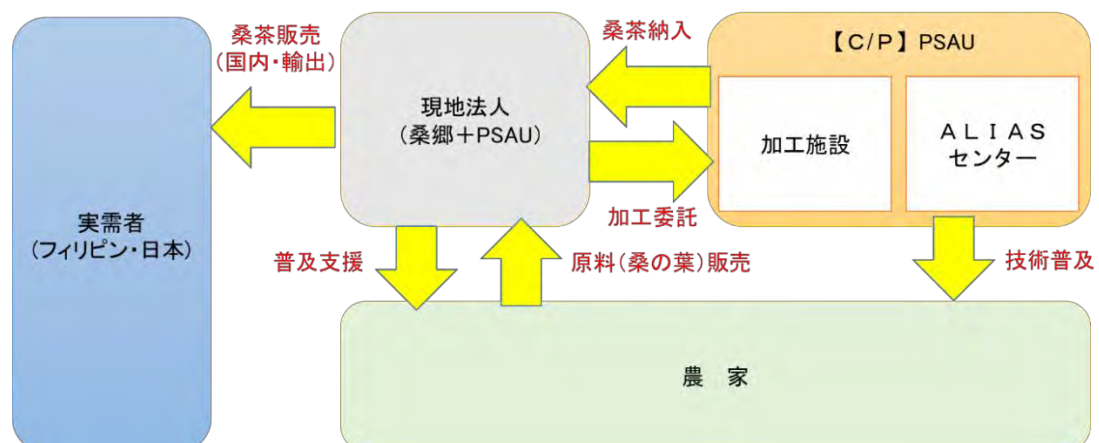 桑茶販売
(国内・輸出)
桑茶納入
【C/P】PSAU
現地法人
(桑郷+PSAU)
加工施設
ALIAS
センター
実需者
(フィリピン・日本)
加工委託
普及支援
原料(桑の葉)販売
技術普及
農 家